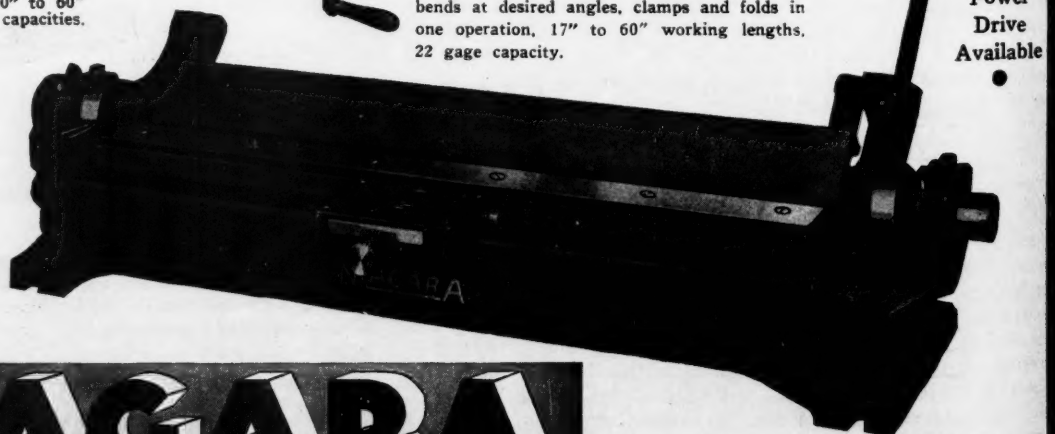 0" to 60"
capacities.
bends at desired angles, clamps and folds in
one operation, 17" to 60" working lengths.
22 gage capacity.
Power
Drive
Available
AGARA